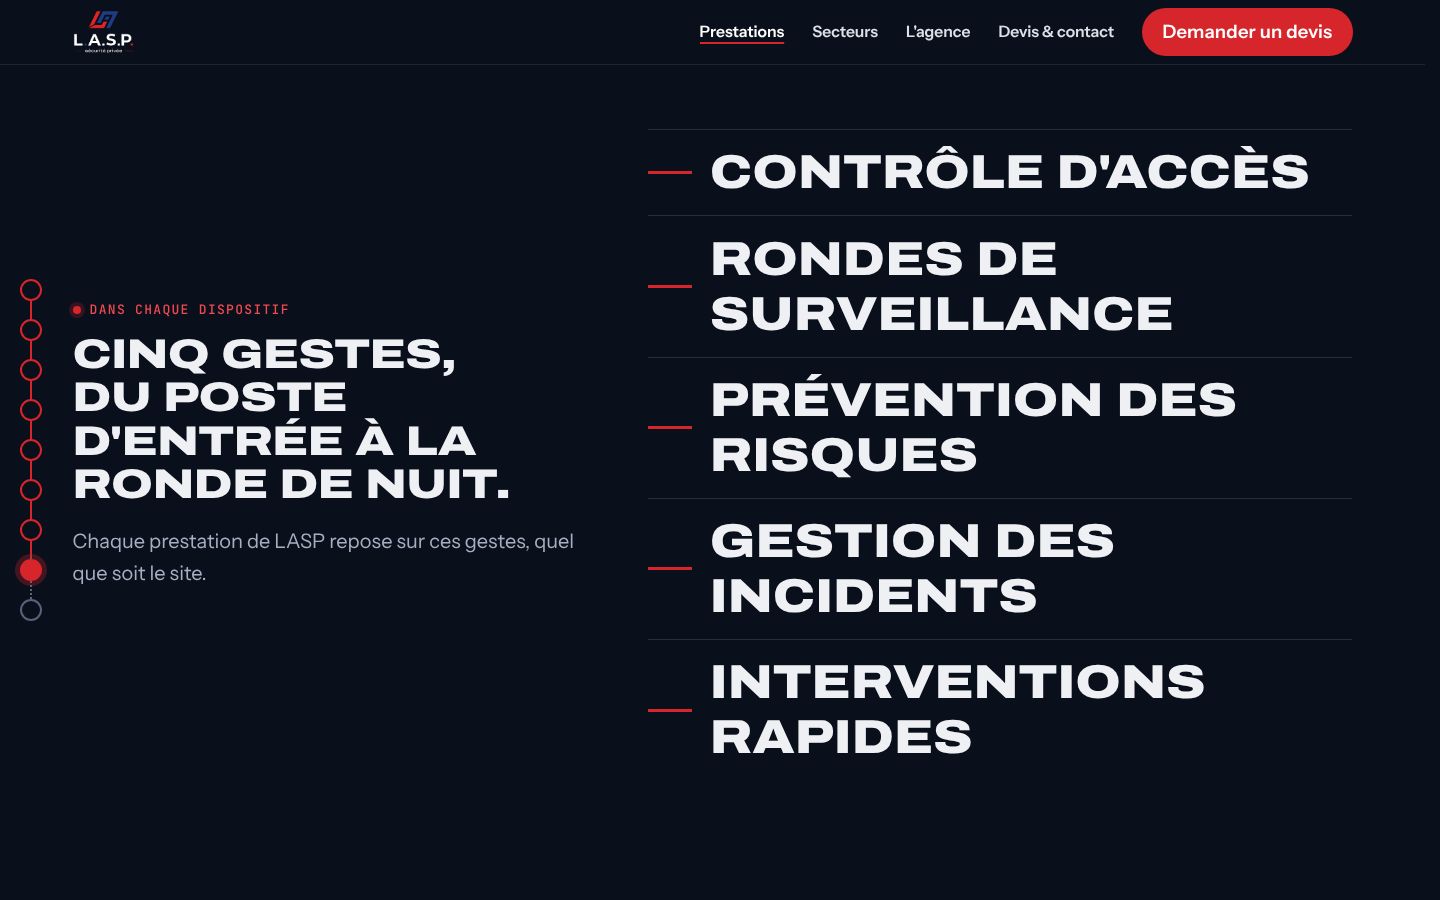 L.A.S.P.
sécurité privée
Prestations
Secteurs
L'agence
Devis & contact
Demander un devis
DANS CHAQUE DISPOSITIF
CINQ GESTES,
DU POSTE
D'ENTRÉE À LA
RONDE DE NUIT.
Chaque prestation de LASP repose sur ces gestes, quel
que soit le site.
CONTRÔLE D'ACCÈS
RONDES DE
SURVEILLANCE
PRÉVENTION DES
RISQUES
GESTION DES
INCIDENTS
INTERVENTIONS
RAPIDES